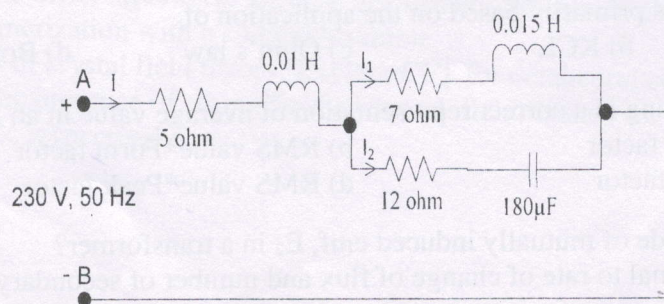 0.015 H
0.01 H
A
I
I₁
+
5 ohm
7 ohm
I₂
12 ohm
180μF
230 V, 50 Hz
- B